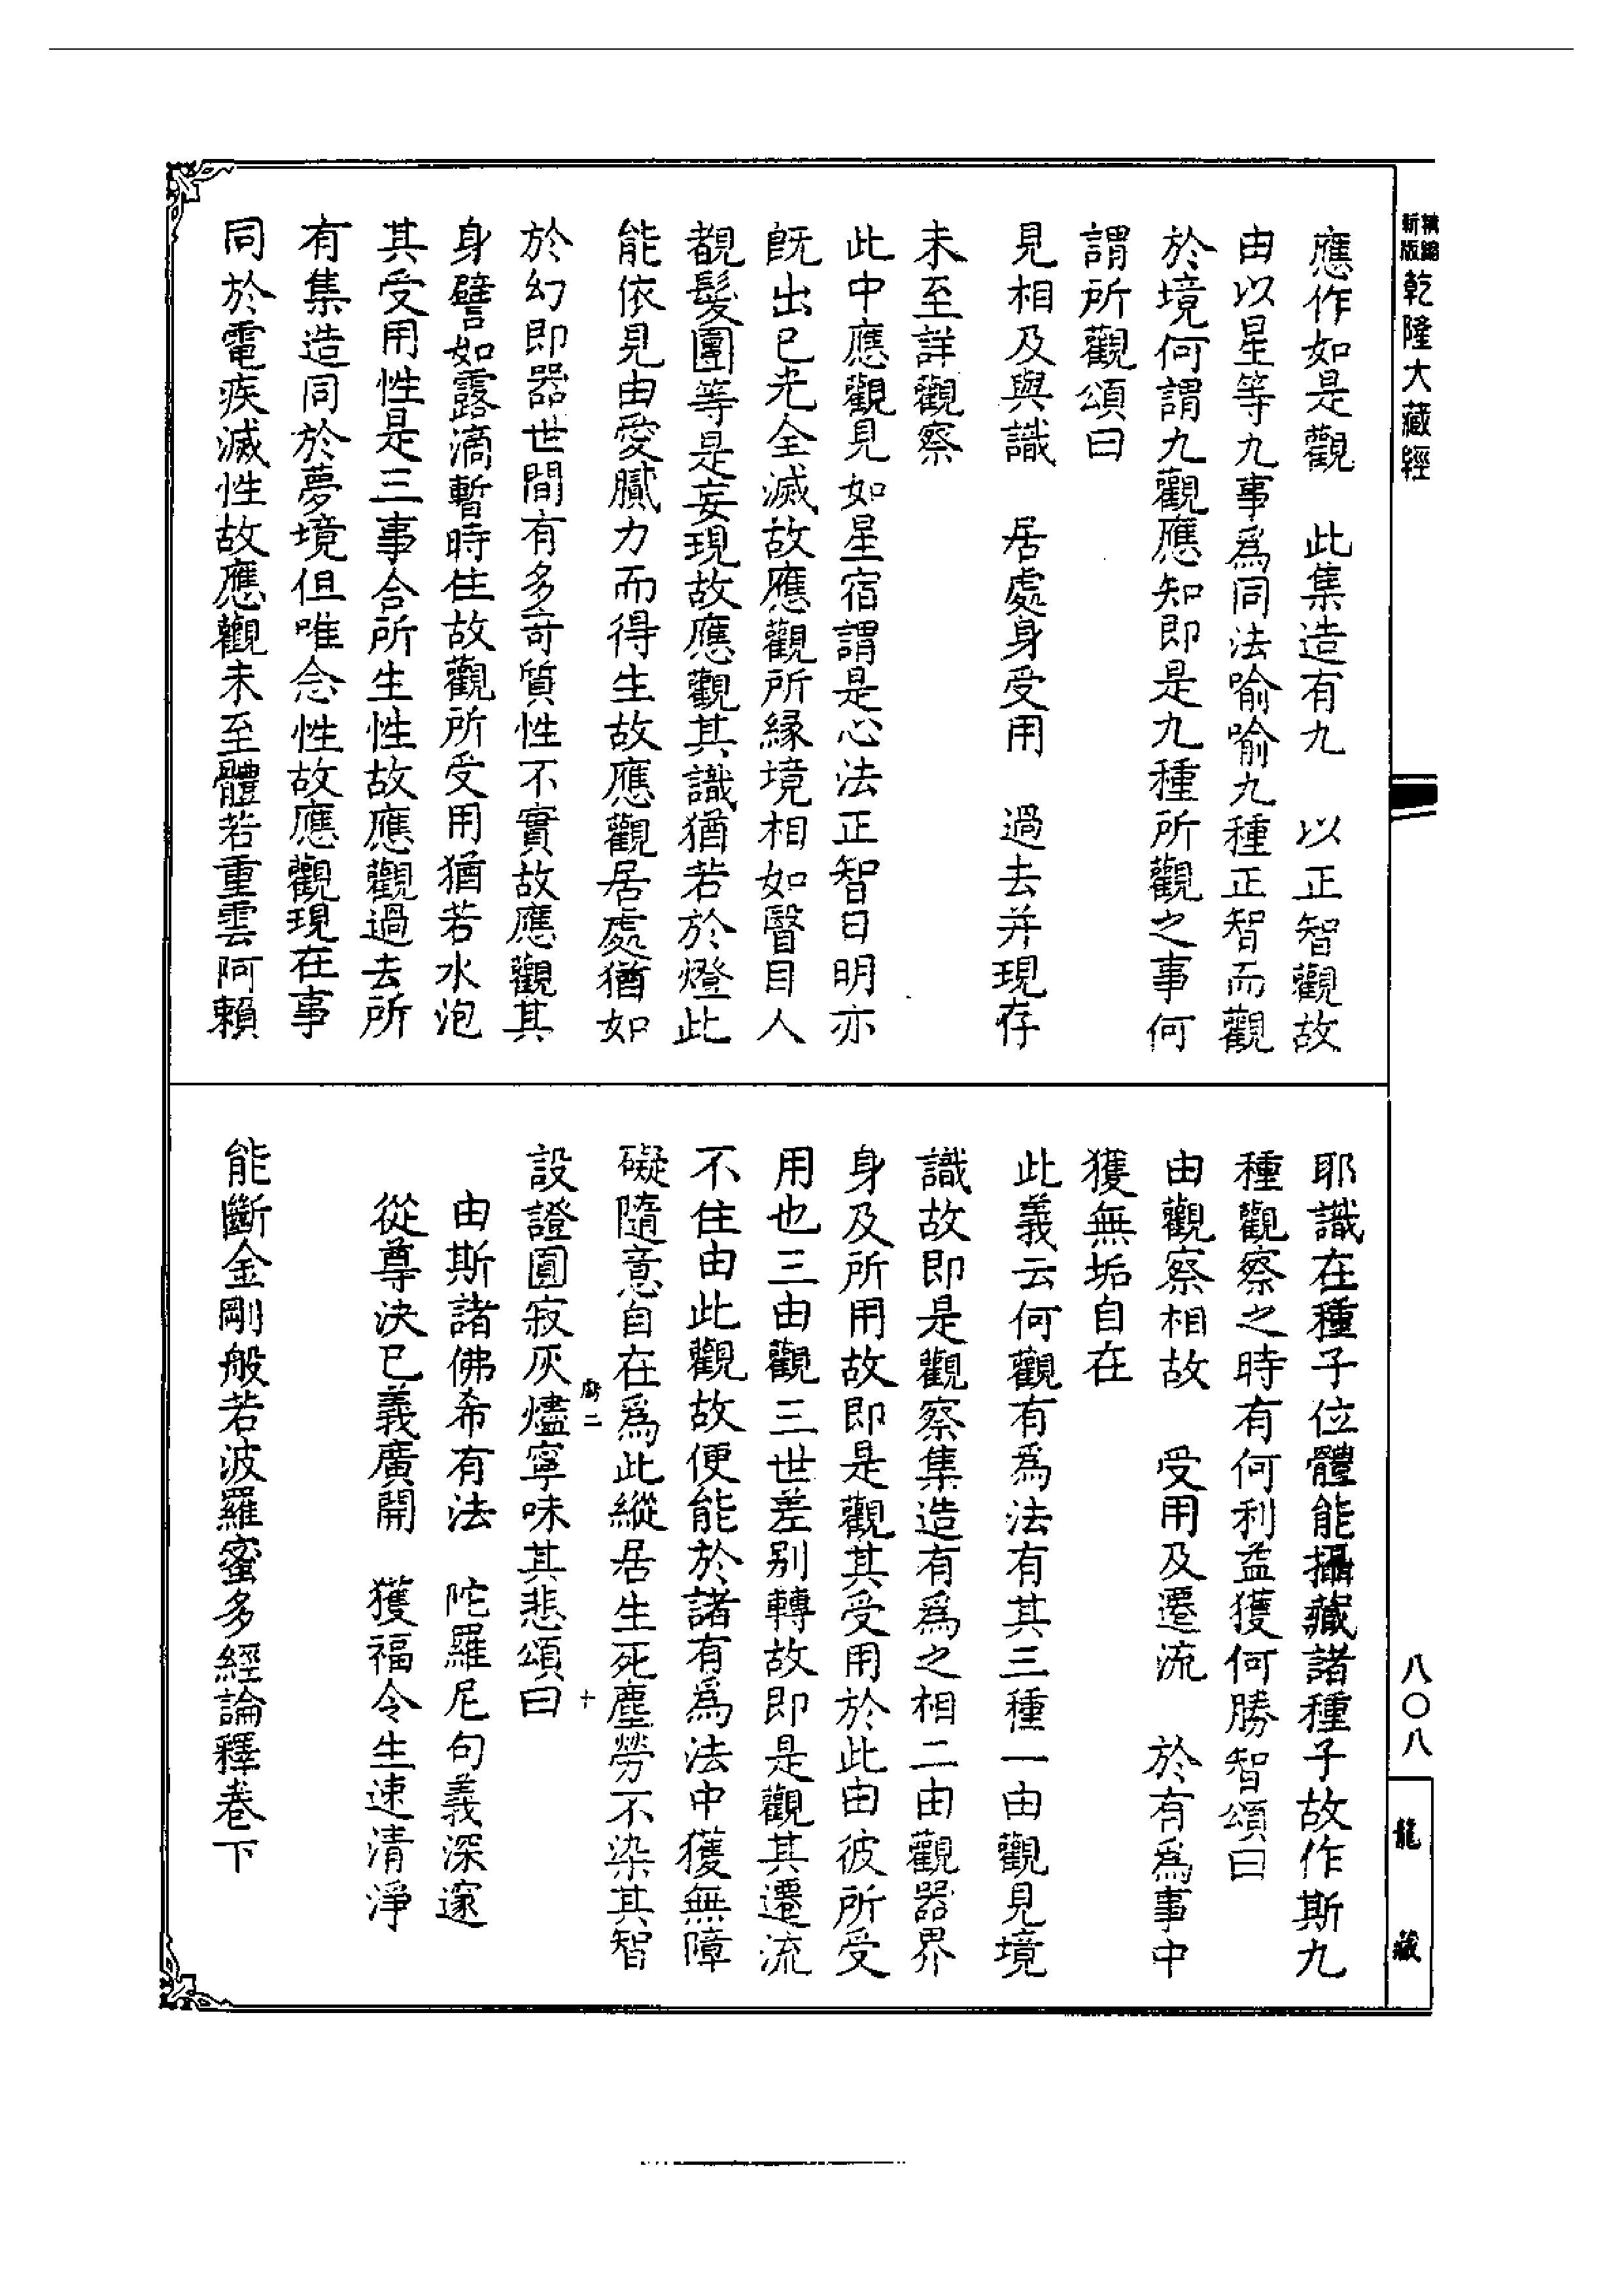 新編
縮版
乾隆大藏經
應作如是觀　此集造有九　以正智觀故
由以星等九事為同法喻喻九種正智而觀
於境何謂九觀應知即是九種所觀之事何
謂所觀頌曰
見相及與識　居處身受用　過去并現存
未至詳觀察
此中應觀見如星宿謂是心法正智日明亦
旣出已光全滅故應觀所緣境相如瞖目人
覩髮團等是妄現故應觀其識猶若於燈此
能依見由愛膩力而得生故應觀居處猶如
於幻即器世間有多奇質性不實故應觀其
身譬如露滴暫時住故觀所受用猶若水泡
其受用性是三事合所生性故應觀過去所
有集造同於夢境但唯念性故應觀現在事
同於電疾滅性故應觀未至體若重雲阿賴
耶識在種子位體能攝藏諸種子故作斯九
種觀察之時有何利益獲何勝智頌曰
由觀察相故　受用及遷流　於有為事中
獲無垢自在
此義云何觀有為法有其三種一由觀見境
識故即是觀察集造有為之相二由觀器界
身及所用故即是觀其受用於此由彼所受
用也三由觀三世差別轉故即是觀其遷流
不住由此觀故便能於諸有為法中獲無障
礙隨意自在為此縱居生死塵勞不染其智
設證圓寂灰燼寧味其悲頌曰
由斯諸佛希有法　陀羅尼句義深邃
從尊決已義廣開　獲福令生速清淨
能斷金剛般若波羅蜜多經論釋卷下
二
十
八〇八
龍藏